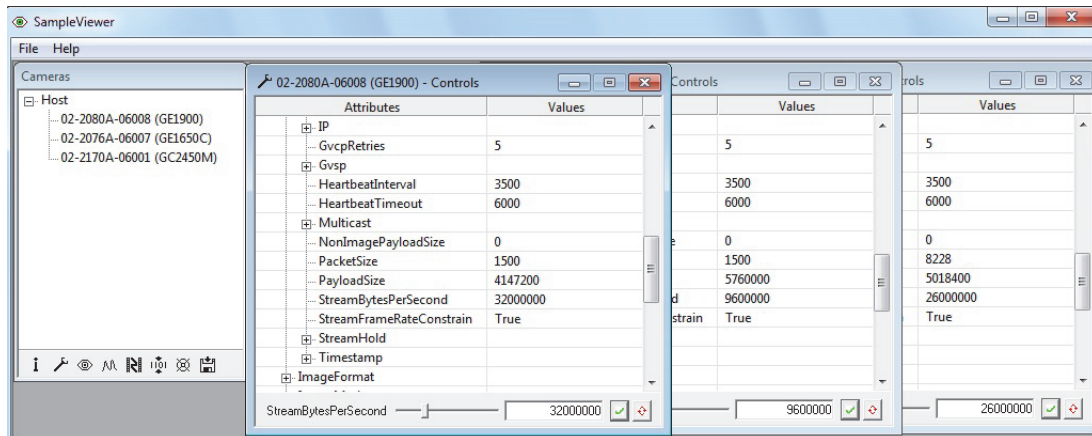 SampleViewer
File Help
Cameras
Host
02-2080A-06008 (GE1900)
02-2076A-06007 (GE1650C)
02-2170A-06001 (GC2450M)
02-2080A-06008 (GE1900) - Controls
Attributes Values
IP
GvcpRetries 5
Gvsp
HeartbeatInterval 3500
HeartbeatTimeout 6000
Multicast
NonImagePayloadSize 0
PacketSize 1500
PayloadSize 4147200
StreamBytesPerSecond 32000000
StreamFrameRateConstrain True
StreamHold
Timestamp
ImageFormat
StreamBytesPerSecond 32000000
Controls
Values
5
3500
6000
e 0
1500
5760000
d 9600000
strain True
9600000
rols
Values
5
3500
6000
0
8228
5018400
26000000
True
26000000